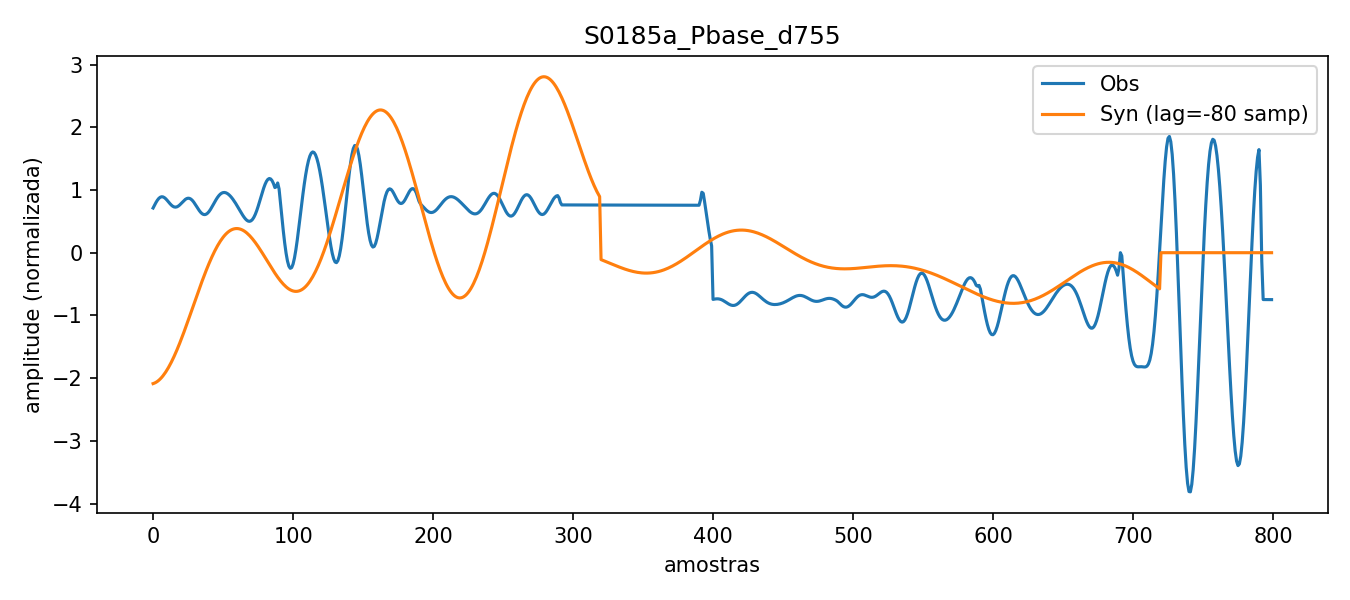 S0185a_Pbase_d755
Obs
Syn (lag=-80 samp)
amplitude (normalizada)
3
2
1
0
−1
−2
−3
−4
0 100 200 300 400 500 600 700 800
amostras